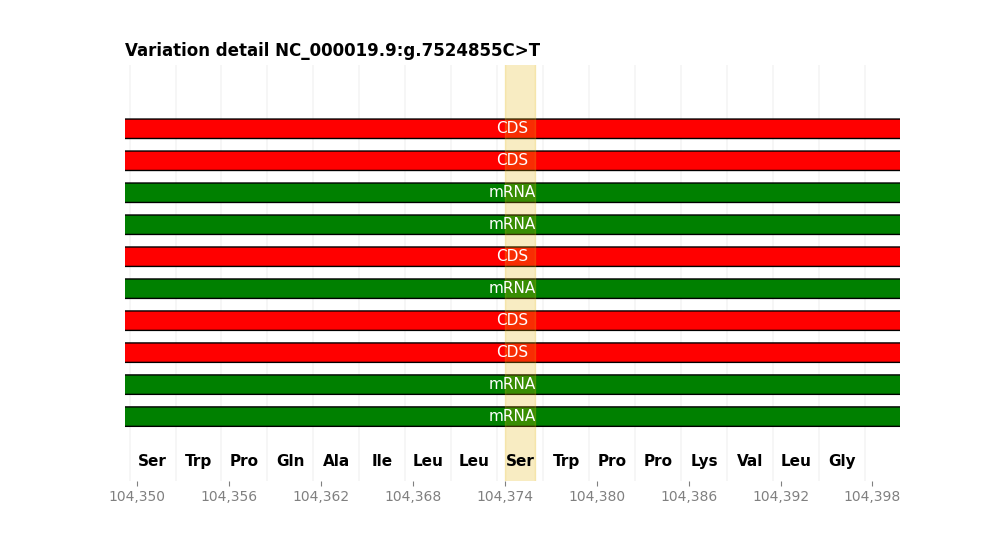 Variation detail NC_000019.9:g.7524855C>T
CDS
CDS
mRNA
mRNA
CDS
mRNA
CDS
CDS
mRNA
mRNA
Ser Trp Pro Gln Ala Ile Leu Leu Ser Trp Pro Pro Lys Val Leu Gly
104,350 104,356 104,362 104,368 104,374 104,380 104,386 104,392 104,398